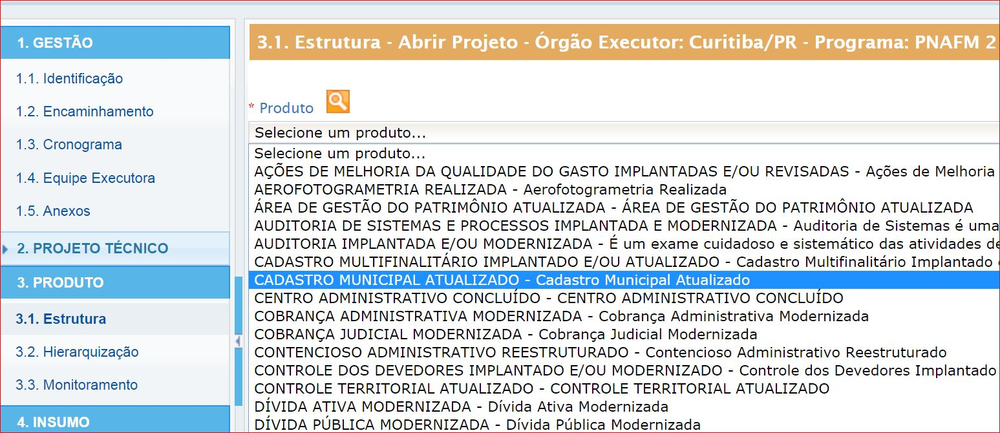 1. GESTÃO
1.1. Identificação
1.2. Encaminhamento
1.3. Cronograma
1.4. Equipe Executora
1.5. Anexos
2. PROJETO TÉCNICO
3. PRODUTO
3.1. Estrutura
3.2. Hierarquização
3.3. Monitoramento
4. INSUMO
3.1. Estrutura - Abrir Projeto - Órgão Executor: Curitiba/PR - Programa: PNAFM 2
* Produto
Selecione um produto...
Selecione um produto...
AÇÕES DE MELHORIA DA QUALIDADE DO GASTO IMPLANTADAS E/OU REVISADAS - Ações de Melhoria
AEROFOTOGRAMETRIA REALIZADA - Aerofotogrametria Realizada
ÁREA DE GESTÃO DO PATRIMÔNIO ATUALIZADA - ÁREA DE GESTÃO DO PATRIMÔNIO ATUALIZADA
AUDITORIA DE SISTEMAS E PROCESSOS IMPLANTADA E MODERNIZADA - Auditoria de Sistemas é uma
AUDITORIA IMPLANTADA E/OU MODERNIZADA - É um exame cuidadoso e sistemático das atividades de
CADASTRO MULTIFINALITÁRIO IMPLANTADO E/OU ATUALIZADO - Cadastro Multifinalitário Implantado
CADASTRO MUNICIPAL ATUALIZADO - Cadastro Municipal Atualizado
CENTRO ADMINISTRATIVO CONCLUÍDO - CENTRO ADMINISTRATIVO CONCLUÍDO
COBRANÇA ADMINISTRATIVA MODERNIZADA - Cobrança Administrativa Modernizada
COBRANÇA JUDICIAL MODERNIZADA - Cobrança Judicial Modernizada
CONTENCIOSO ADMINISTRATIVO REESTRUTURADO - Contencioso Administrativo Reestruturado
CONTROLE DOS DEVEDORES IMPLANTADO E/OU MODERNIZADO - Controle dos Devedores Implantado
CONTROLE TERRITORIAL ATUALIZADO - CONTROLE TERRITORIAL ATUALIZADO
DÍVIDA ATIVA MODERNIZADA - Dívida Ativa Modernizada
DÍVIDA PÚBLICA MODERNIZADA - Dívida Pública Modernizada